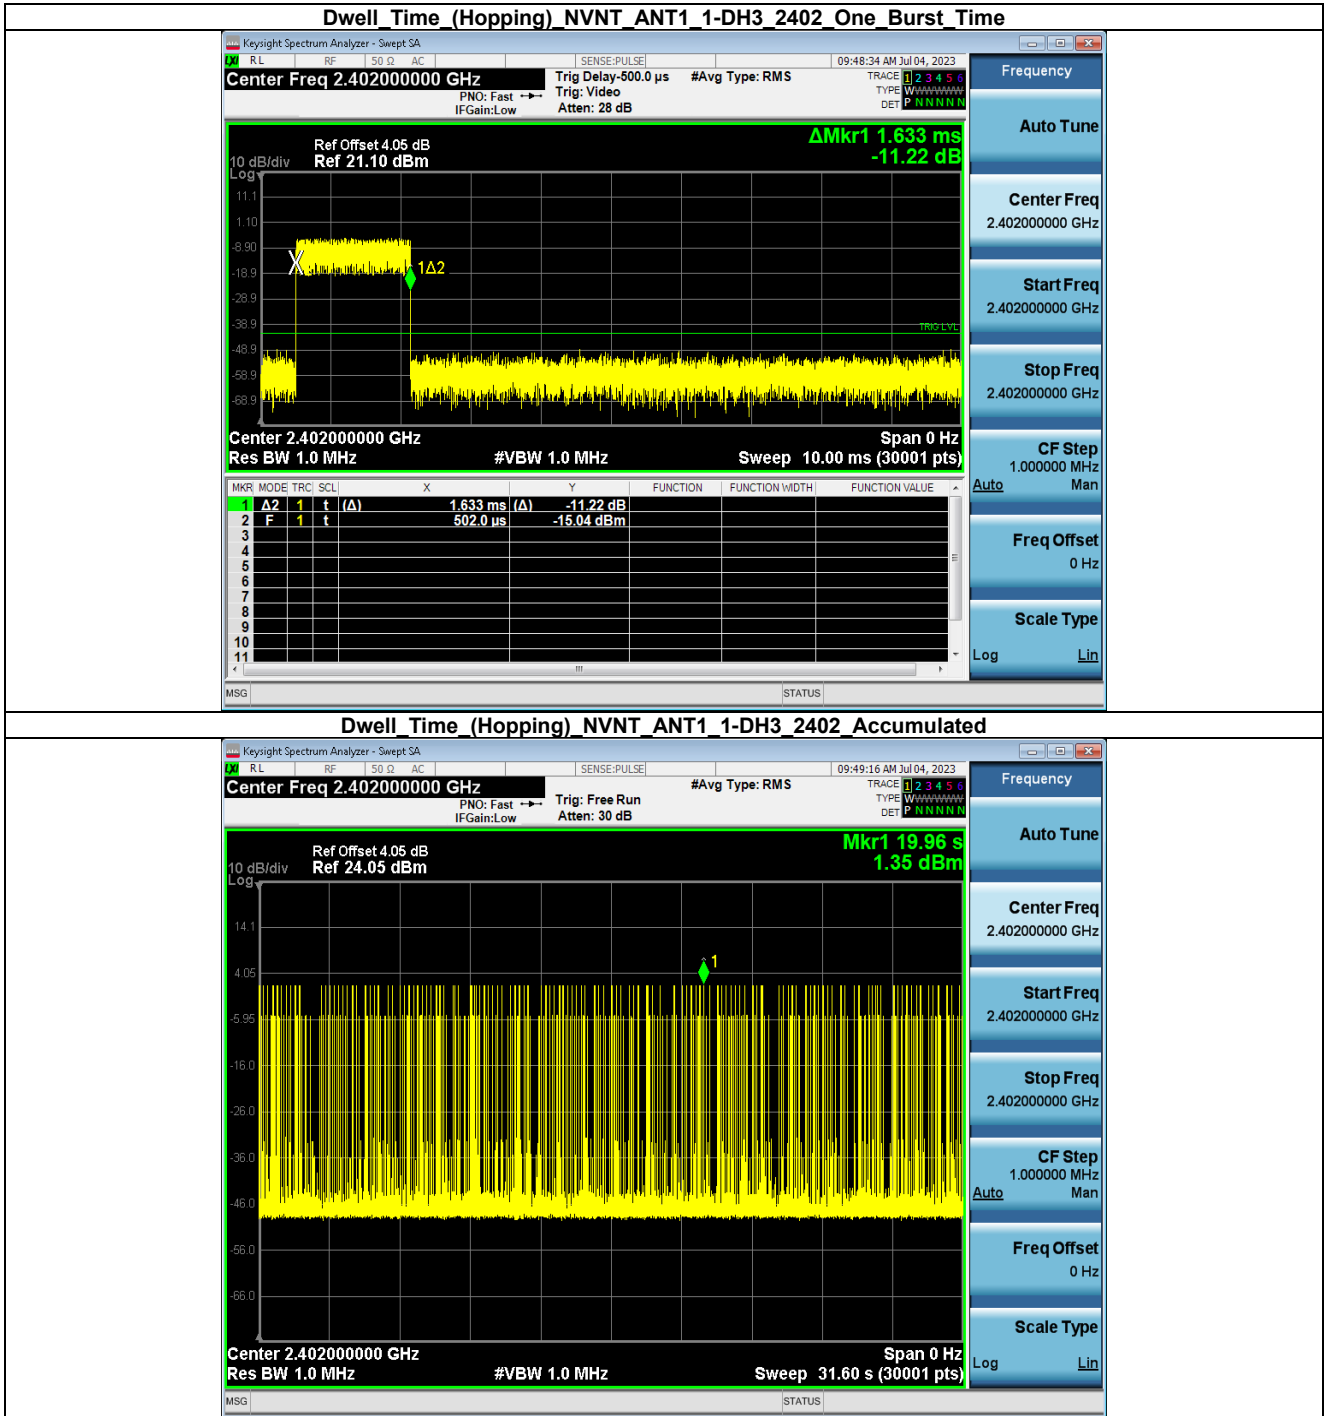 Dwell_Time_(Hopping)_NVNT_ANT1_1-DH3_2402_One_Burst_Time
Keysight Spectrum Analyzer - Swept SA
LXI RL RF 50 Ω AC SENSE:PULSE 09:48:34 AM Jul 04, 2023
Center Freq 2.402000000 GHz
PNO: Fast
IFGain:Low
Trig Delay-500.0 µs
Trig: Video
Atten: 28 dB
#Avg Type: RMS
TRACE 1 2 3 4 5 6
TYPE WWWWWW
DET P N N N N N
ΔMkr1 1.633 ms
-11.22 dB
Ref Offset 4.05 dB
10 dB/div Ref 21.10 dBm
Log
11.1
1.10
-8.90
-18.9
-28.9
-38.9
-48.9
-58.9
-68.9
X
1Δ2
TRIG LVL
Center 2.402000000 GHz Span 0 Hz
Res BW 1.0 MHz #VBW 1.0 MHz Sweep 10.00 ms (30001 pts)
MKR MODE TRC SCL X Y FUNCTION FUNCTION WIDTH FUNCTION VALUE
1 Δ2 1 t (Δ) 1.633 ms (Δ) -11.22 dB
2 F 1 t 502.0 µs -15.04 dBm
3
4
5
6
7
8
9
10
11
MSG STATUS
Frequency
Auto Tune
Center Freq
2.402000000 GHz
Start Freq
2.402000000 GHz
Stop Freq
2.402000000 GHz
CF Step
1.000000 MHz
Auto Man
Freq Offset
0 Hz
Scale Type
Log Lin
Dwell_Time_(Hopping)_NVNT_ANT1_1-DH3_2402_Accumulated
Keysight Spectrum Analyzer - Swept SA
LXI RL RF 50 Ω AC SENSE:PULSE 09:49:16 AM Jul 04, 2023
Center Freq 2.402000000 GHz
PNO: Fast
IFGain:Low
Trig: Free Run
Atten: 30 dB
#Avg Type: RMS
TRACE 1 2 3 4 5 6
TYPE WWWWWW
DET P N N N N N
Mkr1 19.96 s
1.35 dBm
Ref Offset 4.05 dB
10 dB/div Ref 24.05 dBm
Log
14.1
4.05
-5.95
-16.0
-26.0
-36.0
-46.0
-56.0
-66.0
1
Center 2.402000000 GHz Span 0 Hz
Res BW 1.0 MHz #VBW 1.0 MHz Sweep 31.60 s (30001 pts)
MSG STATUS
Frequency
Auto Tune
Center Freq
2.402000000 GHz
Start Freq
2.402000000 GHz
Stop Freq
2.402000000 GHz
CF Step
1.000000 MHz
Auto Man
Freq Offset
0 Hz
Scale Type
Log Lin